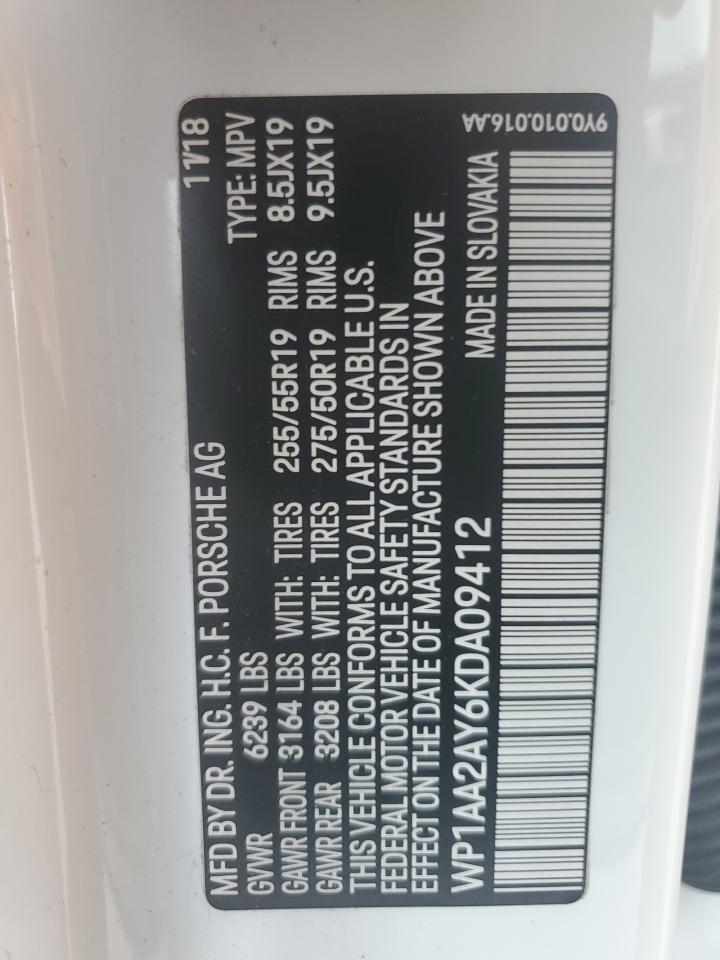 MFD BY DR. ING. H.C. F. PORSCHE AG 11/18
GVWR 6239 LBS TYPE: MPV
GAWR FRONT 3164 LBS WITH: TIRES 255/55R19 RIMS 8.5JX19
GAWR REAR 3208 LBS WITH: TIRES 275/50R19 RIMS 9.5JX19
THIS VEHICLE CONFORMS TO ALL APPLICABLE U.S.
FEDERAL MOTOR VEHICLE SAFETY STANDARDS IN
EFFECT ON THE DATE OF MANUFACTURE SHOWN ABOVE
WP1AA2AY6KDA09412 MADE IN SLOVAKIA
9Y0.010.016.AA